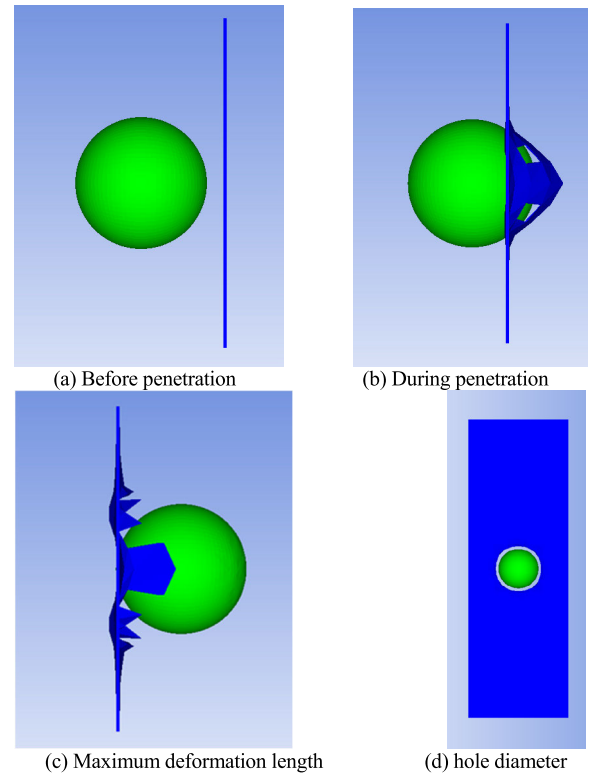 (a) Before penetration
(b) During penetration
(c) Maximum deformation length
(d) hole diameter